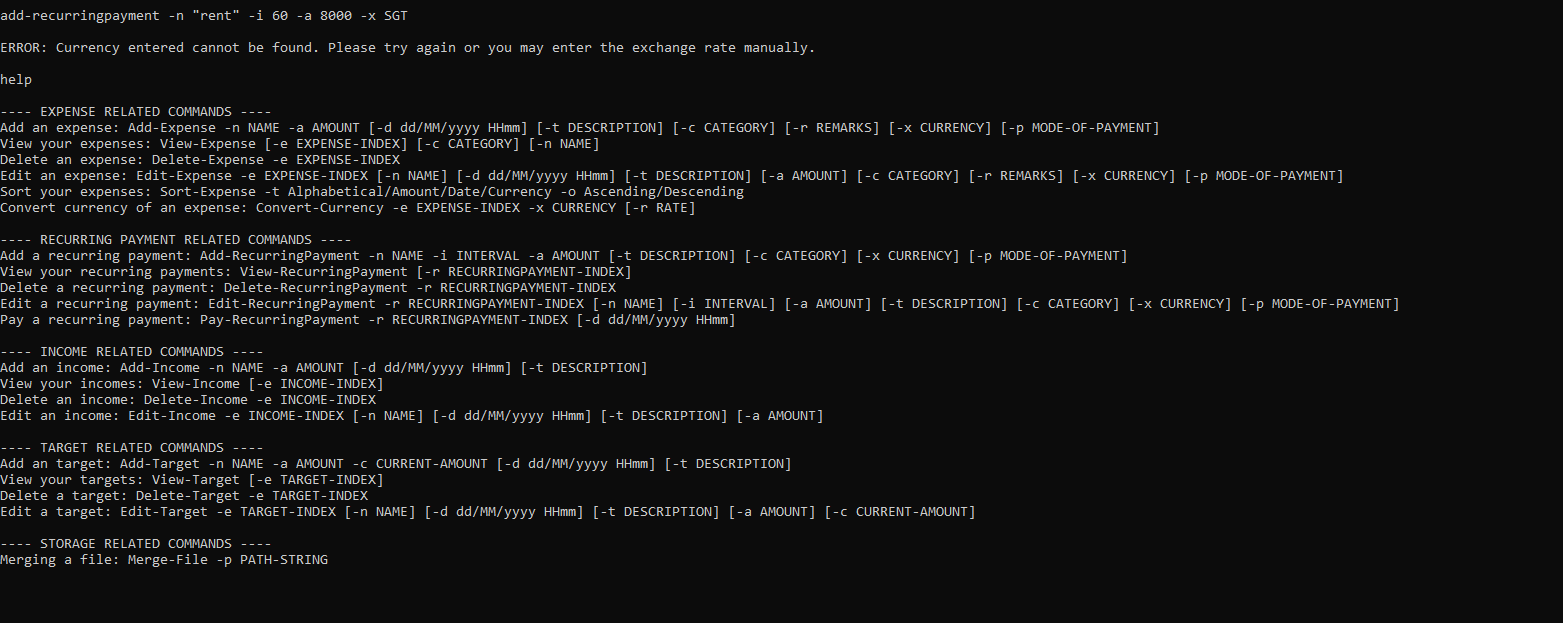 add-recurringpayment -n "rent" -i 60 -a 8000 -x SGT
ERROR: Currency entered cannot be found. Please try again or you may enter the exchange rate manually.
help
---- EXPENSE RELATED COMMANDS ----
Add an expense: Add-Expense -n NAME -a AMOUNT [-d dd/MM/yyyy HHmm] [-t DESCRIPTION] [-c CATEGORY] [-r REMARKS] [-x CURRENCY] [-p MODE-OF-PAYMENT]
View your expenses: View-Expense [-e EXPENSE-INDEX] [-c CATEGORY] [-n NAME]
Delete an expense: Delete-Expense -e EXPENSE-INDEX
Edit an expense: Edit-Expense -e EXPENSE-INDEX [-n NAME] [-d dd/MM/yyyy HHmm] [-t DESCRIPTION] [-a AMOUNT] [-c CATEGORY] [-r REMARKS] [-x CURRENCY] [-p MODE-OF-PAYMENT]
Sort your expenses: Sort-Expense -t Alphabetical/Amount/Date/Currency -o Ascending/Descending
Convert currency of an expense: Convert-Currency -e EXPENSE-INDEX -x CURRENCY [-r RATE]
---- RECURRING PAYMENT RELATED COMMANDS ----
Add a recurring payment: Add-RecurringPayment -n NAME -i INTERVAL -a AMOUNT [-t DESCRIPTION] [-c CATEGORY] [-x CURRENCY] [-p MODE-OF-PAYMENT]
View your recurring payments: View-RecurringPayment [-r RECURRINGPAYMENT-INDEX]
Delete a recurring payment: Delete-RecurringPayment -r RECURRINGPAYMENT-INDEX
Edit a recurring payment: Edit-RecurringPayment -r RECURRINGPAYMENT-INDEX [-n NAME] [-i INTERVAL] [-a AMOUNT] [-t DESCRIPTION] [-c CATEGORY] [-x CURRENCY] [-p MODE-OF-PAYMENT]
Pay a recurring payment: Pay-RecurringPayment -r RECURRINGPAYMENT-INDEX [-d dd/MM/yyyy HHmm]
---- INCOME RELATED COMMANDS ----
Add an income: Add-Income -n NAME -a AMOUNT [-d dd/MM/yyyy HHmm] [-t DESCRIPTION]
View your incomes: View-Income [-e INCOME-INDEX]
Delete an income: Delete-Income -e INCOME-INDEX
Edit an income: Edit-Income -e INCOME-INDEX [-n NAME] [-d dd/MM/yyyy HHmm] [-t DESCRIPTION] [-a AMOUNT]
---- TARGET RELATED COMMANDS ----
Add an target: Add-Target -n NAME -a AMOUNT -c CURRENT-AMOUNT [-d dd/MM/yyyy HHmm] [-t DESCRIPTION]
View your targets: View-Target [-e TARGET-INDEX]
Delete a target: Delete-Target -e TARGET-INDEX
Edit a target: Edit-Target -e TARGET-INDEX [-n NAME] [-d dd/MM/yyyy HHmm] [-t DESCRIPTION] [-a AMOUNT] [-c CURRENT-AMOUNT]
---- STORAGE RELATED COMMANDS ----
Merging a file: Merge-File -p PATH-STRING